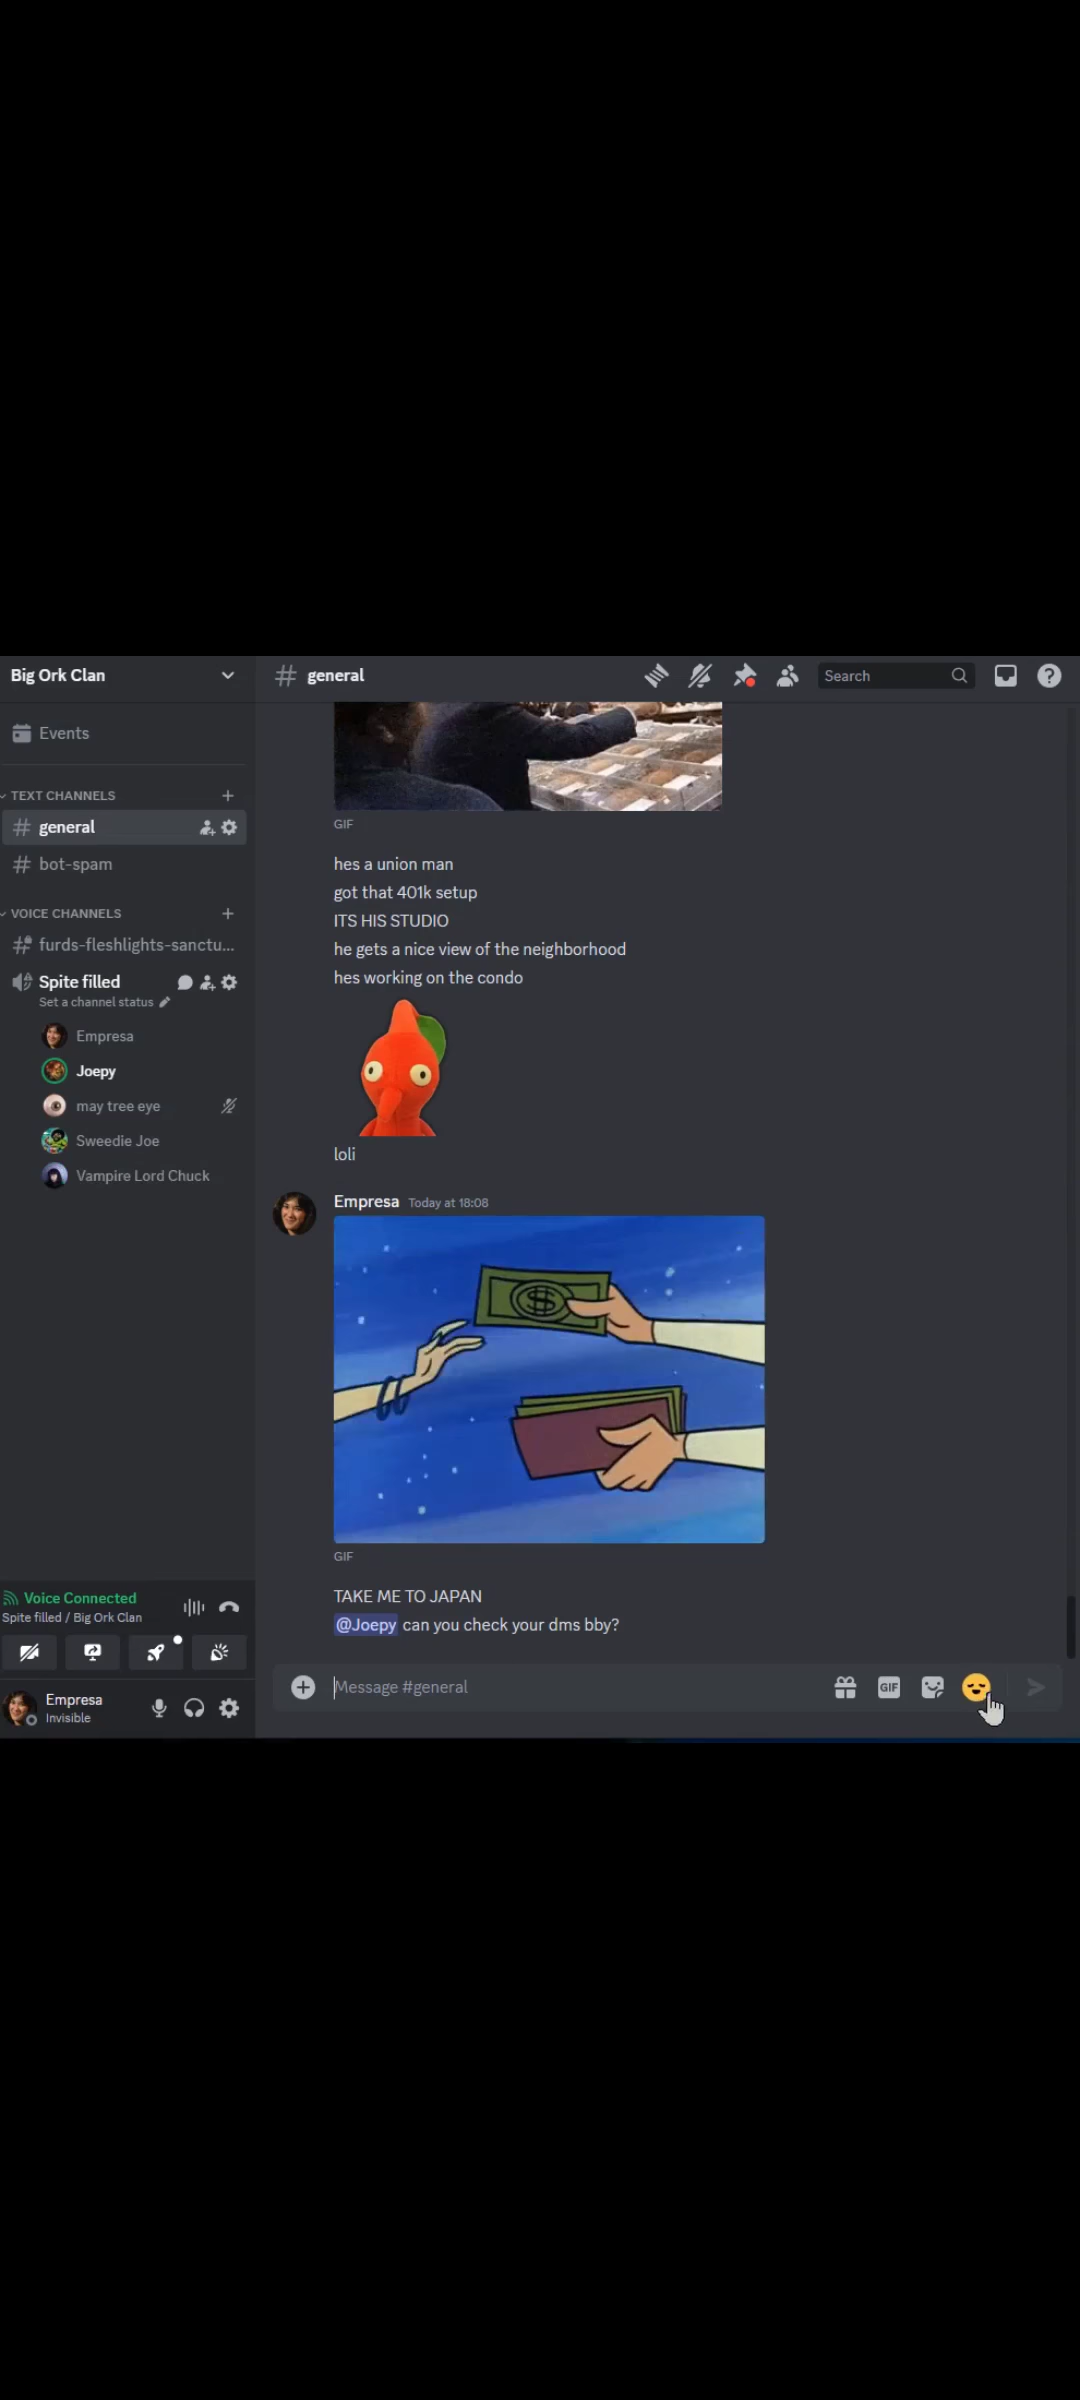 Big Ork Clan
general
Search
Events
TEXT CHANNELS
general
bot-spam
VOICE CHANNELS
furds-fleshlights-sanctu...
Spite filled
Set a channel status
Empresa
Joepy
may tree eye
Sweedie Joe
Vampire Lord Chuck
Voice Connected
Spite filled / Big Ork Clan
Empresa
Invisible
GIF
hes a union man
got that 401k setup
ITS HIS STUDIO
he gets a nice view of the neighborhood
hes working on the condo
loli
Empresa Today at 18:08
$
GIF
TAKE ME TO JAPAN
@Joepy can you check your dms bby?
Message #general
GIF